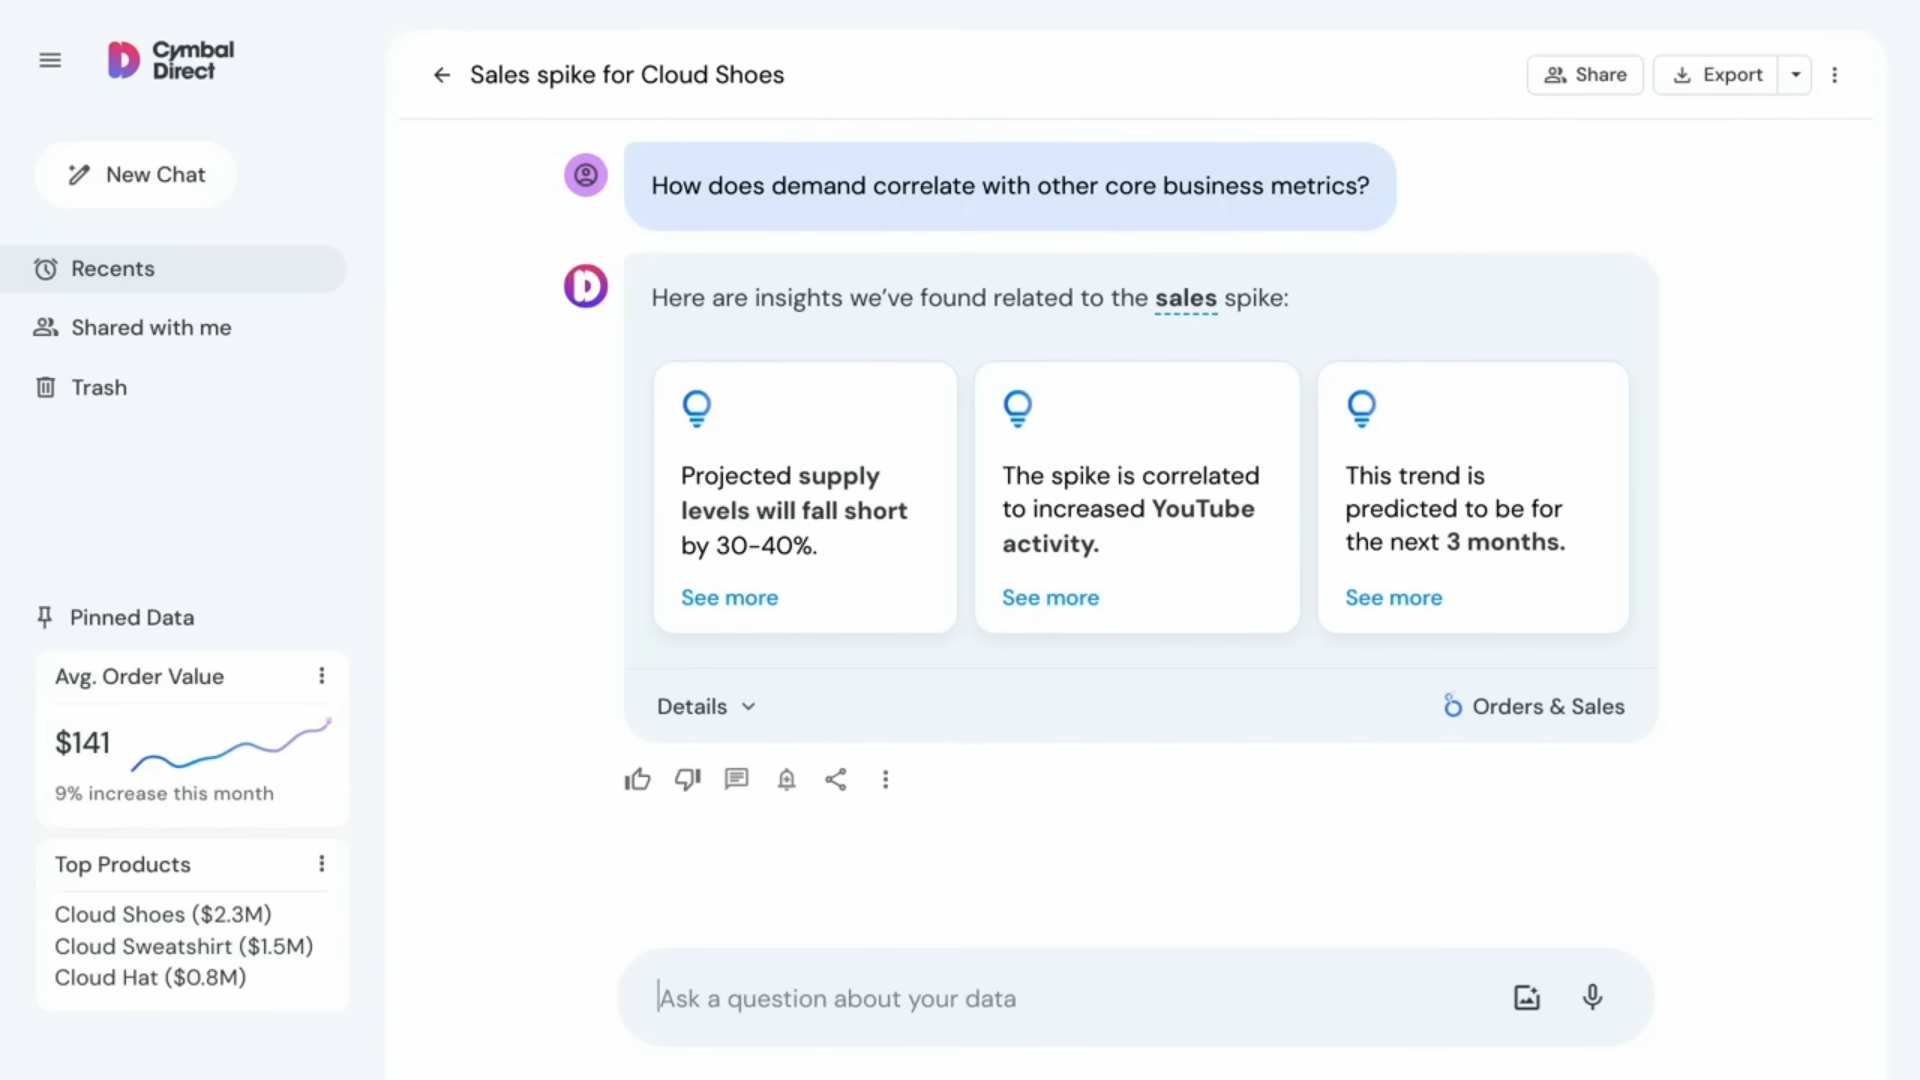 Cymbal
Direct
New Chat
Recents
Shared with me
Trash
Pinned Data
Avg. Order Value
$141
9% increase this month
Top Products
Cloud Shoes ($2.3M)
Cloud Sweatshirt ($1.5M)
Cloud Hat ($0.8M)
Sales spike for Cloud Shoes
Share
Export
How does demand correlate with other core business metrics?
Here are insights we’ve found related to the sales spike:
Projected supply
levels will fall short
by 30-40%.
See more
The spike is correlated
to increased YouTube
activity.
See more
This trend is
predicted to be for
the next 3 months.
See more
Details
Orders & Sales
Ask a question about your data